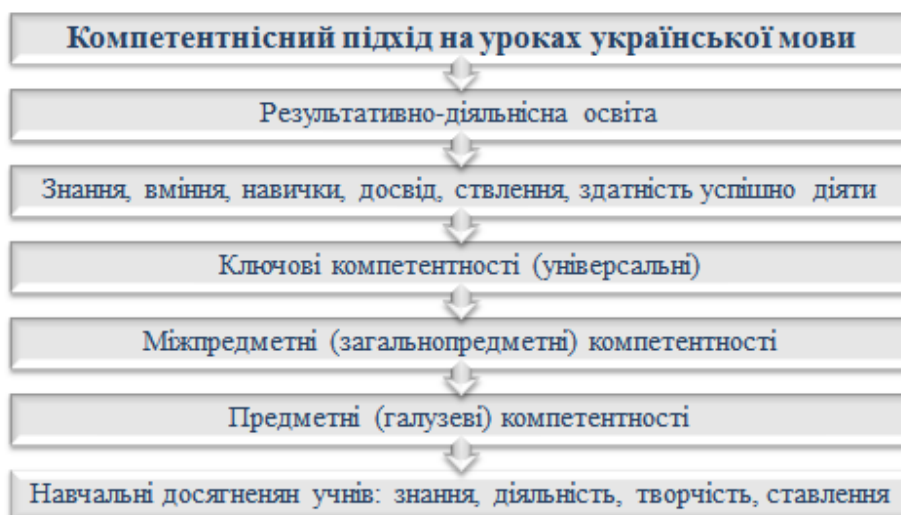 Компетентнісний підхід на уроках української мови
Результативно-діяльнісна освіта
Знання, вміння, навички, досвід, ствлення, здатність успішно діяти
Ключові компетентності (універсальні)
Міжпредметні (загальнопредметні) компетентності
Предметні (галузеві) компетентності
Навчальні досягненян учнів: знання, діяльність, творчість, ставлення